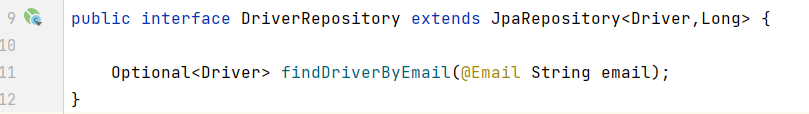 9 public interface DriverRepository extends JpaRepository<Driver,Long> {
10
11 Optional<Driver> findDriverByEmail(@Email String email);
12 }